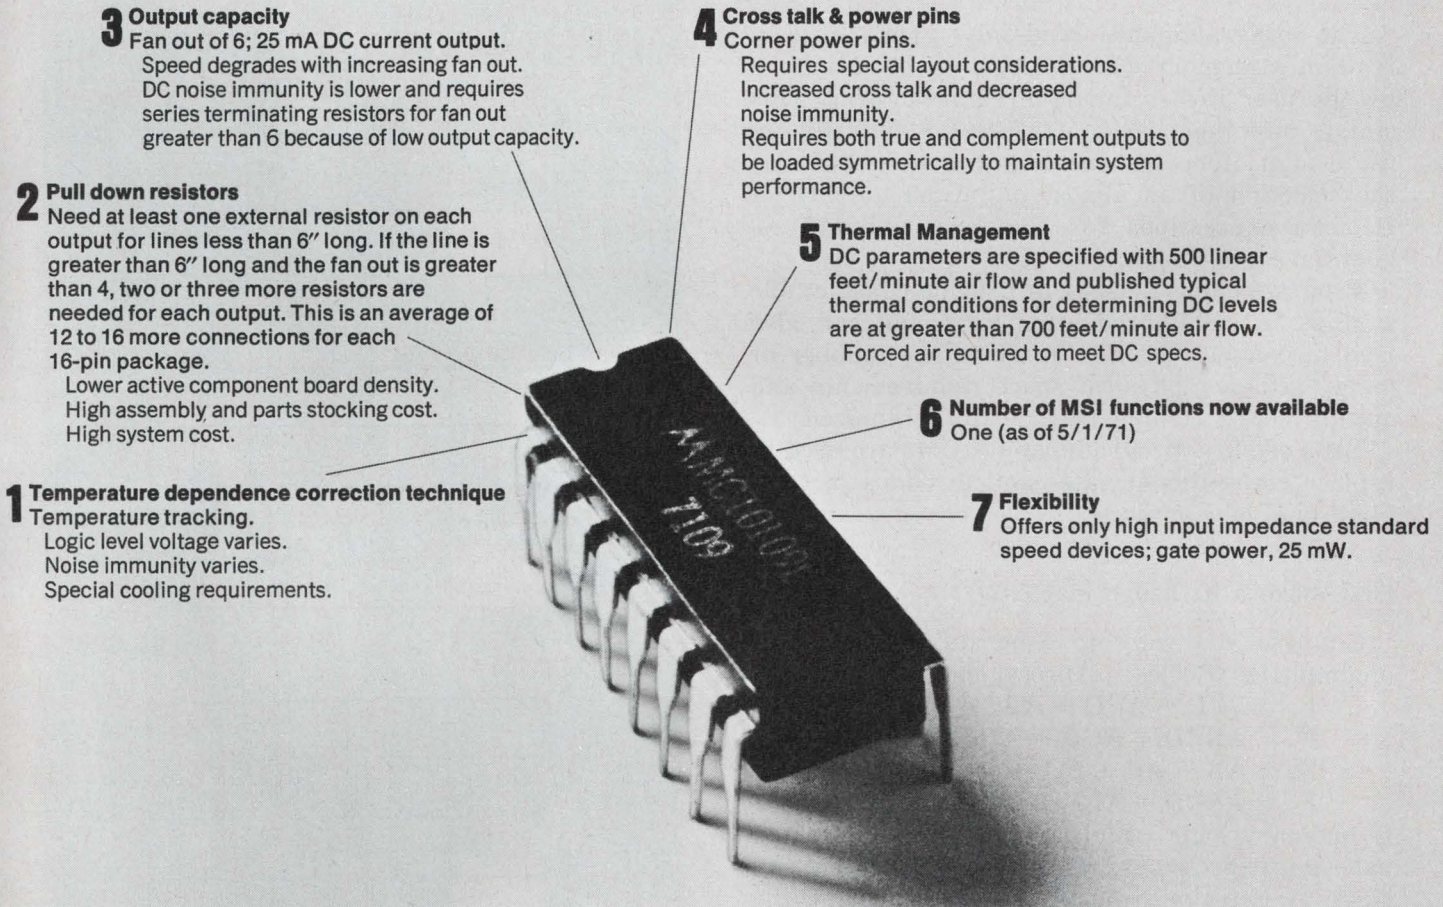 1 Temperature dependence correction technique
Temperature tracking.
Logic level voltage varies.
Noise immunity varies.
Special cooling requirements.
2 Pull down resistors
Need at least one external resistor on each
output for lines less than 6″ long. If the line is
greater than 6″ long and the fan out is greater
than 4, two or three more resistors are
needed for each output. This is an average of
12 to 16 more connections for each
16-pin package.
Lower active component board density.
High assembly and parts stocking cost.
High system cost.
3 Output capacity
Fan out of 6; 25 mA DC current output.
Speed degrades with increasing fan out.
DC noise immunity is lower and requires
series terminating resistors for fan out
greater than 6 because of low output capacity.
4 Cross talk & power pins
Corner power pins.
Requires special layout considerations.
Increased cross talk and decreased
noise immunity.
Requires both true and complement outputs to
be loaded symmetrically to maintain system
performance.
5 Thermal Management
DC parameters are specified with 500 linear
feet/minute air flow and published typical
thermal conditions for determining DC levels
are at greater than 700 feet/minute air flow.
Forced air required to meet DC specs.
6 Number of MSI functions now available
One (as of 5/1/71)
7 Flexibility
Offers only high input impedance standard
speed devices; gate power, 25 mW.
7109